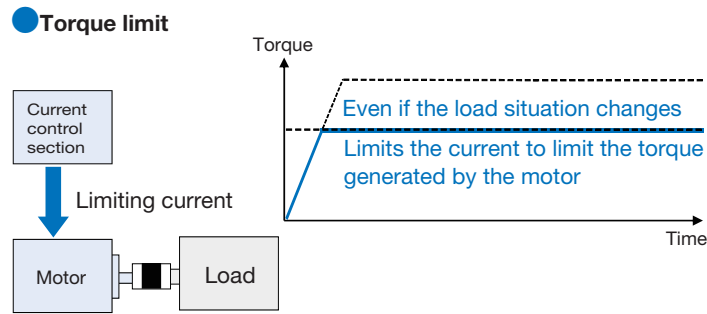 Torque limit
Torque
Current
control
section
Limiting current
Motor
Load
Even if the load situation changes
Limits the current to limit the torque
generated by the motor
Time